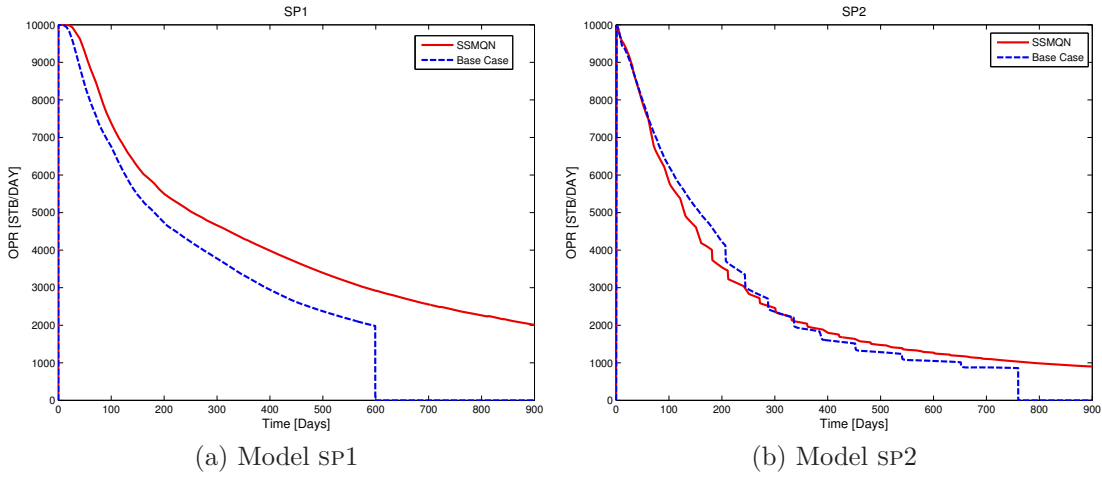 SP1
10000
9000
8000
7000
6000
5000
4000
3000
2000
1000
0
OPR [STB/DAY]
SSMQN
Base Case
0 100 200 300 400 500 600 700 800 900
Time [Days]
(a) Model SP1
SP2
10000
9000
8000
7000
6000
5000
4000
3000
2000
1000
0
OPR [STB/DAY]
SSMQN
Base Case
0 100 200 300 400 500 600 700 800 900
Time [Days]
(b) Model SP2